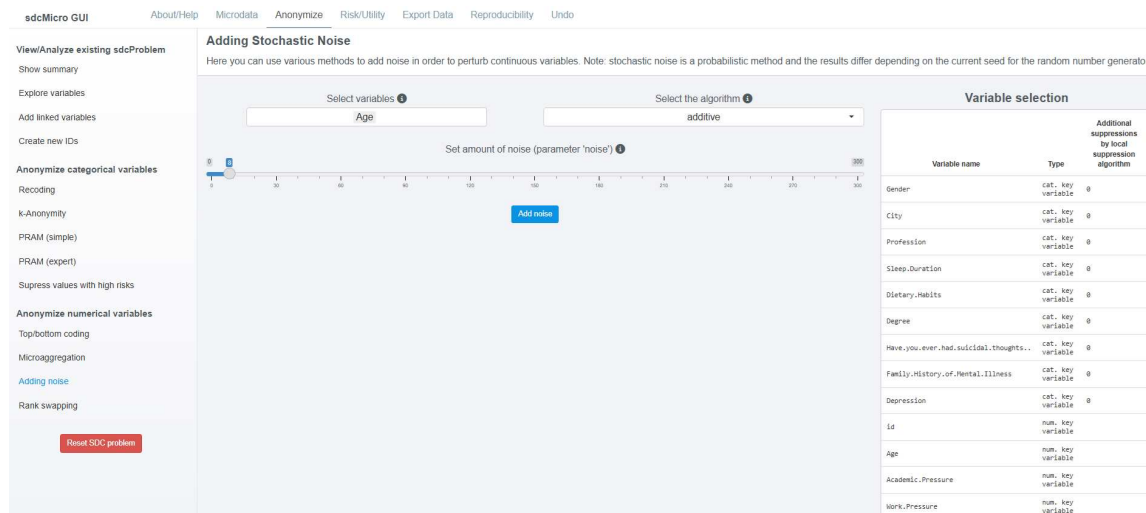 sdcMicro GUI
About/Help Microdata Anonymize Risk/Utility Export Data Reproducibility Undo
View/Analyze existing sdcProblem
Show summary
Explore variables
Add linked variables
Create new IDs
Anonymize categorical variables
Recoding
k-Anonymity
PRAM (simple)
PRAM (expert)
Supress values with high risks
Anonymize numerical variables
Top/bottom coding
Microaggregation
Adding noise
Rank swapping
Reset SDC problem
Adding Stochastic Noise
Here you can use various methods to add noise in order to perturb continuous variables. Note: stochastic noise is a probabilistic method and the results differ depending on the current seed for the random number generato
Select variables
Age
Select the algorithm
additive
Set amount of noise (parameter 'noise')
0 8 300
0 30 60 90 120 150 180 210 240 270 300
Add noise
Variable selection
Variable name Type Additional suppressions by local suppression algorithm
Gender cat. key variable 0
City cat. key variable 0
Profession cat. key variable 0
Sleep.Duration cat. key variable 0
Dietary.Habits cat. key variable 0
Degree cat. key variable 0
Have.you.ever.had.suicidal.thoughts.. cat. key variable 0
Family.History.of.Mental.Illness cat. key variable 0
Depression cat. key variable 0
id num. key variable
Age num. key variable
Academic.Pressure num. key variable
Work.Pressure num. key variable